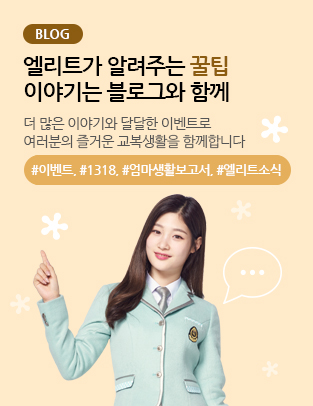 BLOG
엘리트가 알려주는 꿀팁
이야기는 블로그와 함께
더 많은 이야기와 달달한 이벤트로
여러분의 즐거운 교복생활을 함께합니다
#이벤트, #1318, #엄마생활보고서, #엘리트소식